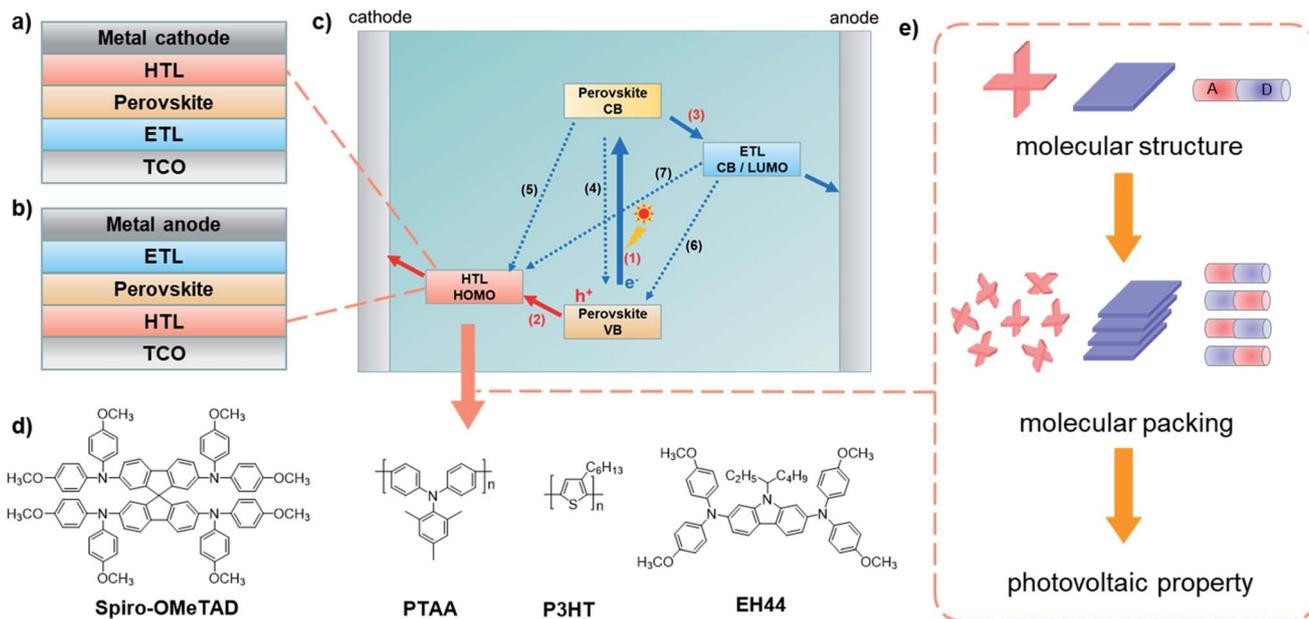 a)
Metal cathode
HTL
Perovskite
ETL
TCO
b)
Metal anode
ETL
Perovskite
HTL
TCO
c)
cathode
anode
Perovskite
CB
(3)
ETL
CB / LUMO
(5)
(4)
(7)
(1)
(6)
e-
h+
HTL
HOMO
(2)
Perovskite
VB
d)
OCH3
OCH3
H3CO
N
N
OCH3
H3CO
N
N
OCH3
OCH3
OCH3
Spiro-OMeTAD
N
n
PTAA
C6H13
S
n
P3HT
H3CO
C2H5
C4H9
OCH3
N
N
N
H3CO
OCH3
EH44
e)
A
D
molecular structure
molecular packing
photovoltaic property